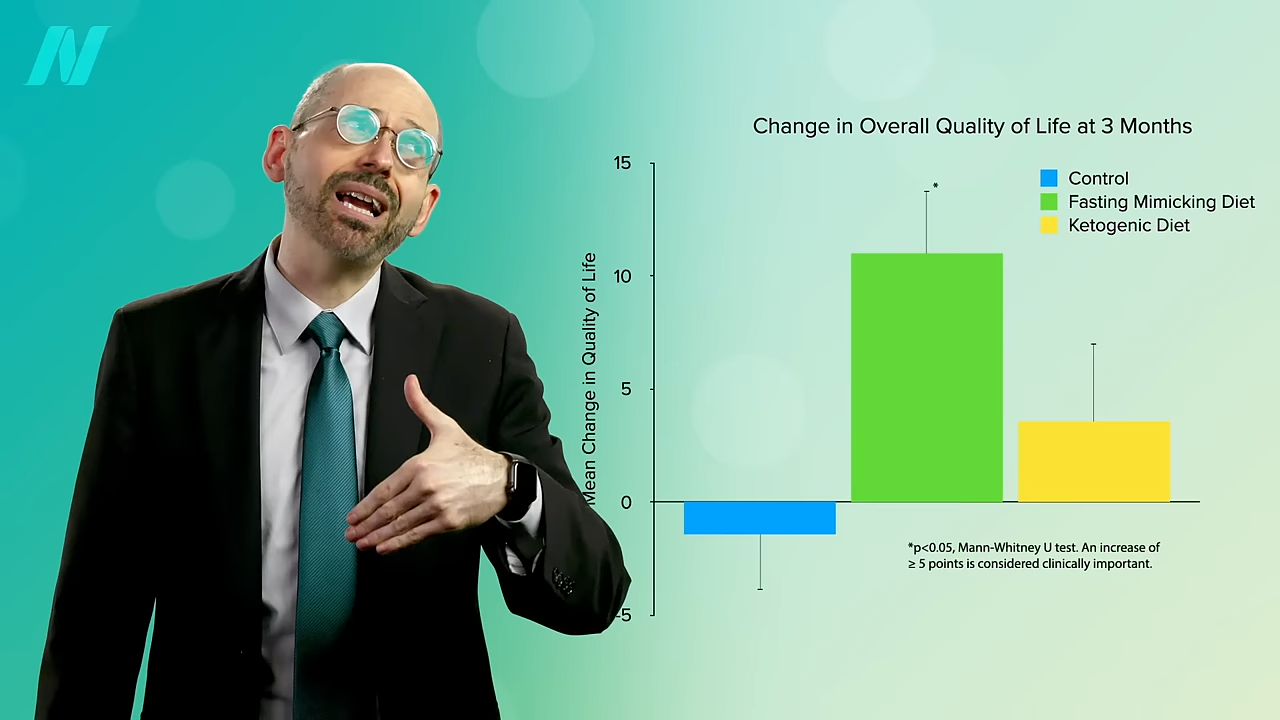 Change in Overall Quality of Life at 3 Months
15
10
5
0
-5
Mean Change in Quality of Life
*
Control
Fasting Mimicking Diet
Ketogenic Diet
*p<0.05, Mann-Whitney U test. An increase of
≥ 5 points is considered clinically important.